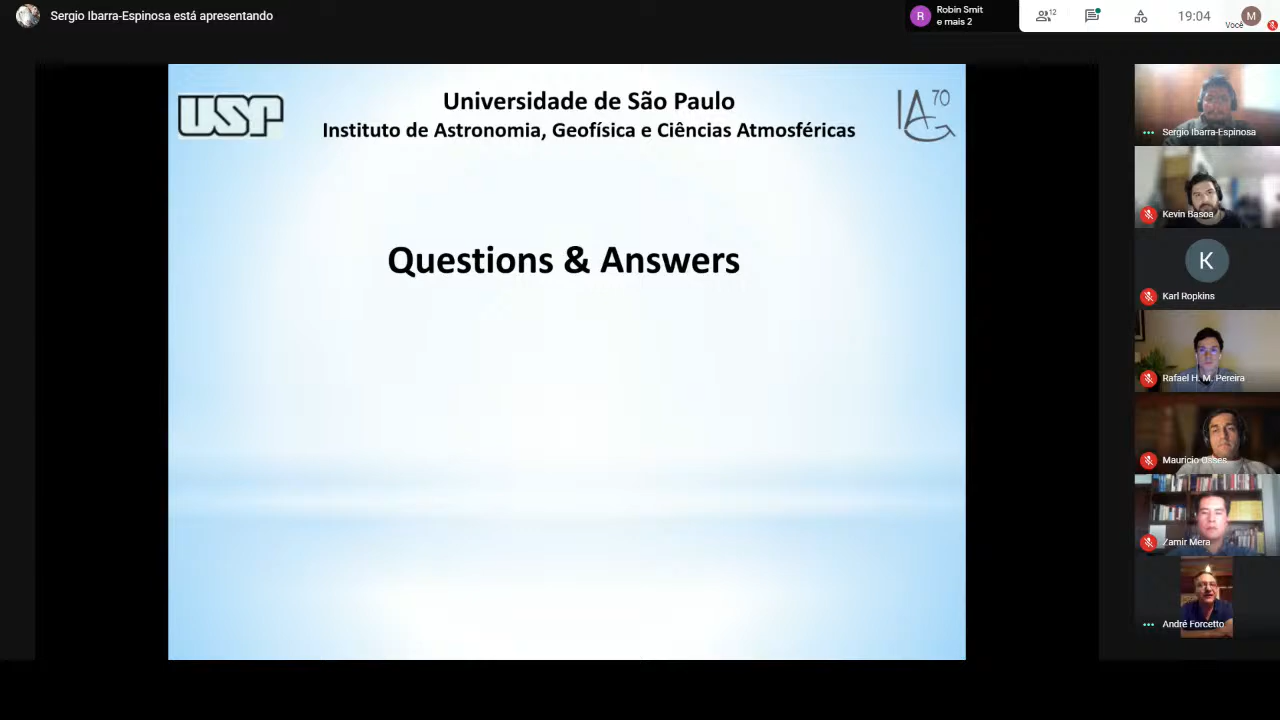 Sergio Ibarra-Espinosa está apresentando
R
Robin Smit
e mais 2
12
19:04
Você
M
USP
Universidade de São Paulo
Instituto de Astronomia, Geofísica e Ciências Atmosféricas
IAG 70
Questions & Answers
Sergio Ibarra-Espinosa
Kevin Basoa
K
Karl Ropkins
Rafael H. M. Pereira
Mauricio Osses
Zamir Mera
André Forcetto